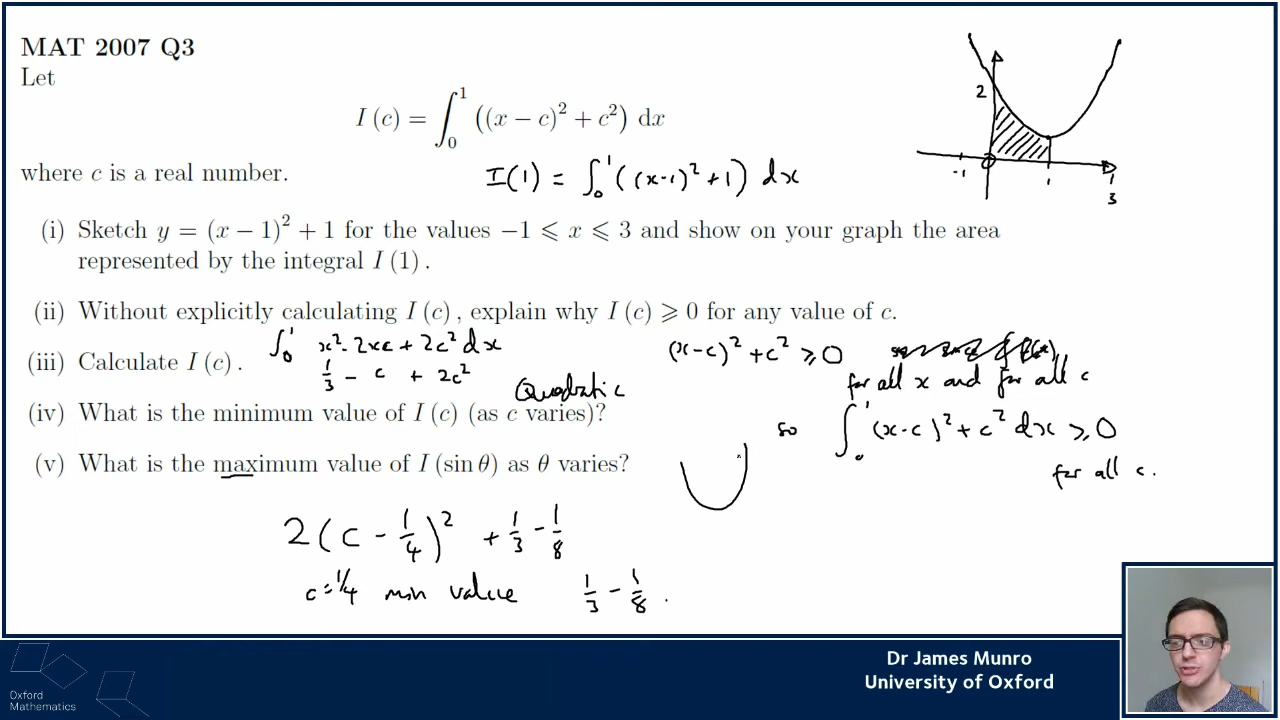 MAT 2007 Q3
Let
I (c) = ∫₀¹ ((x − c)² + c²) dx
where c is a real number.
I(1) = ∫₀¹ ((x-1)² + 1) dx
2
-1
1
3
(i) Sketch y = (x − 1)² + 1 for the values −1 ⩽ x ⩽ 3 and show on your graph the area
represented by the integral I (1) .
(ii) Without explicitly calculating I (c) , explain why I (c) ⩾ 0 for any value of c.
∫₀¹ x² - 2xc + 2c² dx
(iii) Calculate I (c) .
1/3 - c + 2c²
(x-c)² + c² ⩾ 0
for all x and for all c
Quadratic
(iv) What is the minimum value of I (c) (as c varies)?
so ∫₀¹ (x-c)² + c² dx ⩾ 0
for all c.
(v) What is the maximum value of I (sin θ) as θ varies?
2(c - 1/4)² + 1/3 - 1/8
c = 1/4 min value 1/3 - 1/8 .
Oxford
Mathematics
Dr James Munro
University of Oxford